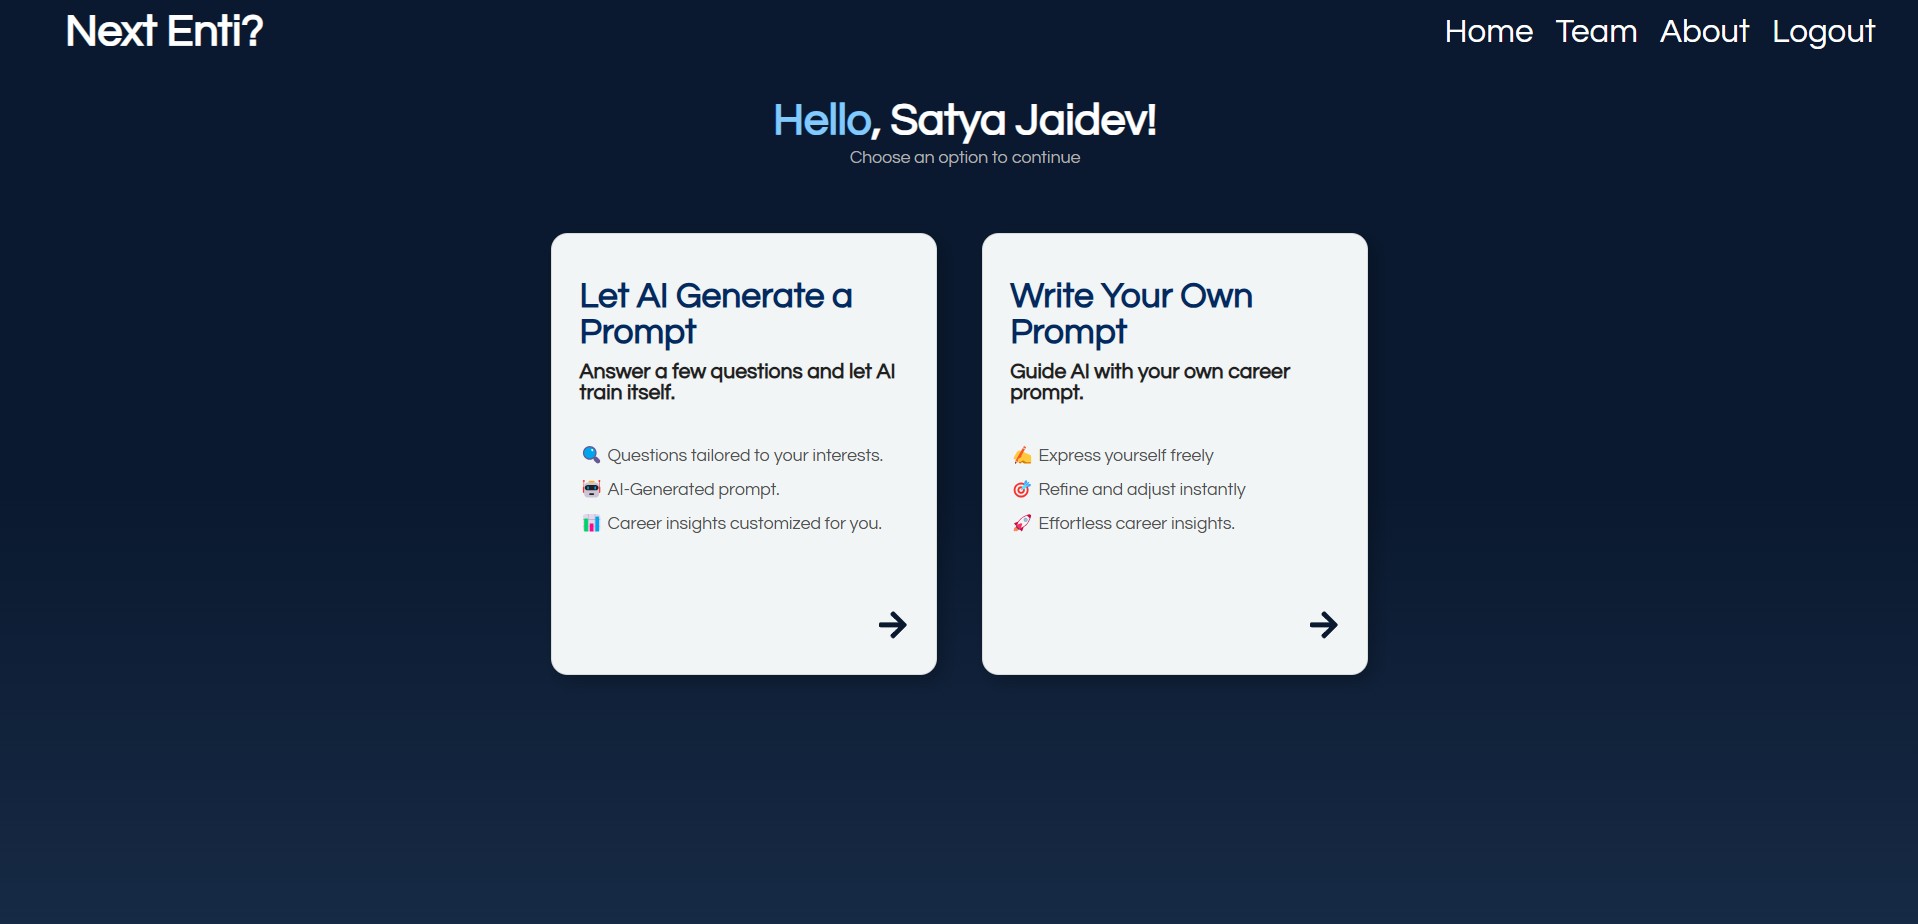 Next Enti?
Home Team About Logout
Hello, Satya Jaidev!
Choose an option to continue
Let AI Generate a
Prompt
Answer a few questions and let AI
train itself.
Questions tailored to your interests.
AI-Generated prompt.
Career insights customized for you.
Write Your Own
Prompt
Guide AI with your own career
prompt.
Express yourself freely
Refine and adjust instantly
Effortless career insights.